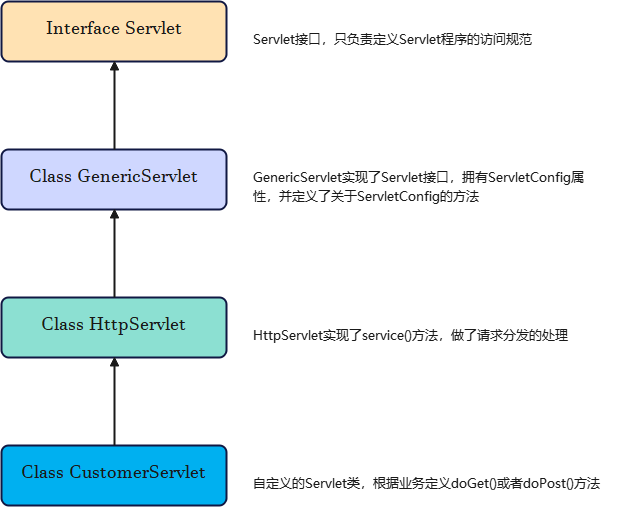 Interface Servlet
Servlet接口，只负责定义Servlet程序的访问规范
Class GenericServlet
GenericServlet实现了Servlet接口，拥有ServletConfig属
性，并定义了关于ServletConfig的方法
Class HttpServlet
HttpServlet实现了service()方法，做了请求分发的处理
Class CustomerServlet
自定义的Servlet类，根据业务定义doGet()或者doPost()方法